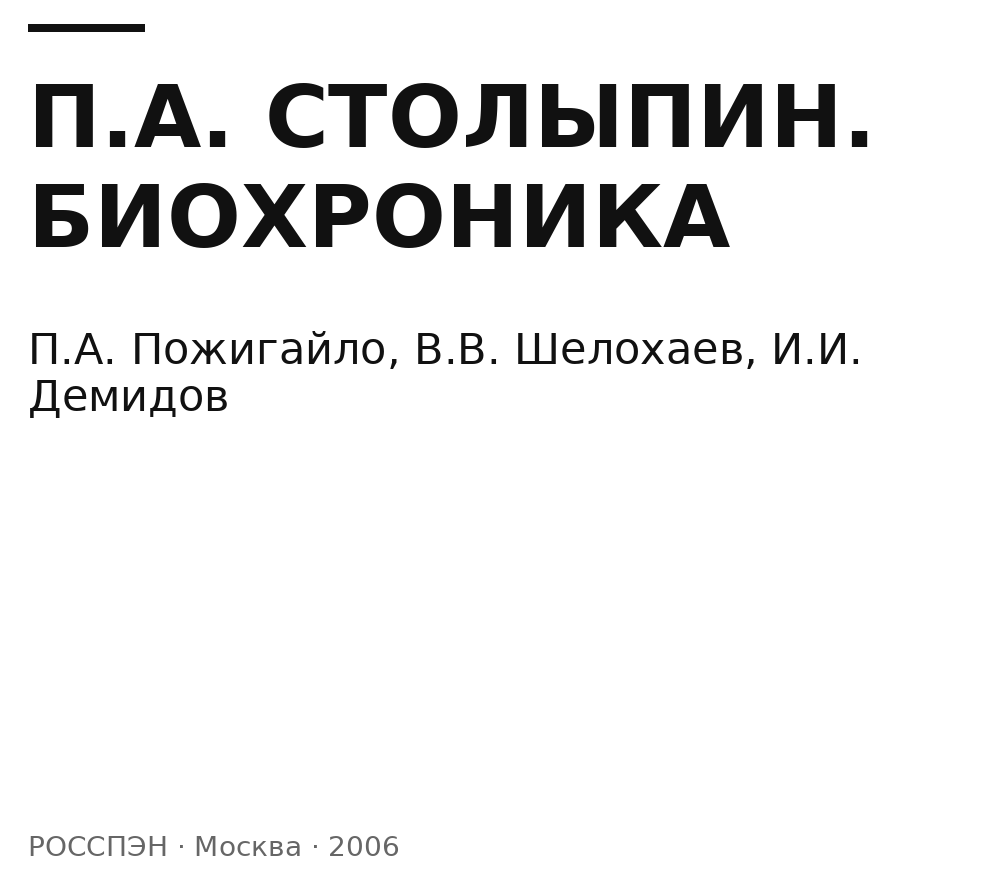 П.А. СТОЛЫПИН.
БИОХРОНИКА
П.А. Пожигайло, В.В. Шелохаев, И.И.
Демидов
РОССПЭН · Москва · 2006